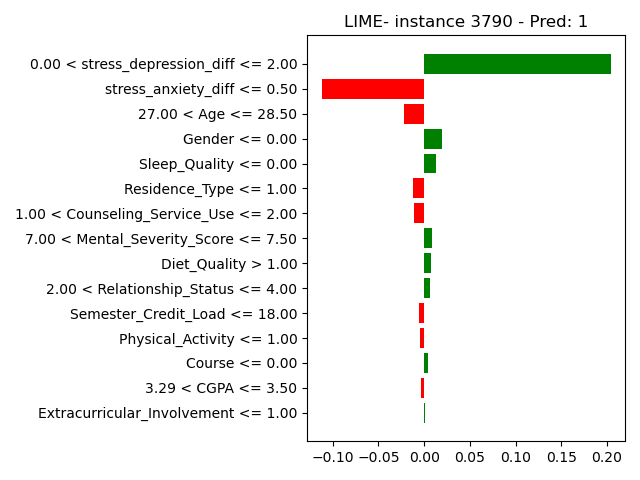 LIME- instance 3790 - Pred: 1
0.00 < stress_depression_diff <= 2.00
stress_anxiety_diff <= 0.50
27.00 < Age <= 28.50
Gender <= 0.00
Sleep_Quality <= 0.00
Residence_Type <= 1.00
1.00 < Counseling_Service_Use <= 2.00
7.00 < Mental_Severity_Score <= 7.50
Diet_Quality > 1.00
2.00 < Relationship_Status <= 4.00
Semester_Credit_Load <= 18.00
Physical_Activity <= 1.00
Course <= 0.00
3.29 < CGPA <= 3.50
Extracurricular_Involvement <= 1.00
−0.10 −0.05 0.00 0.05 0.10 0.15 0.20